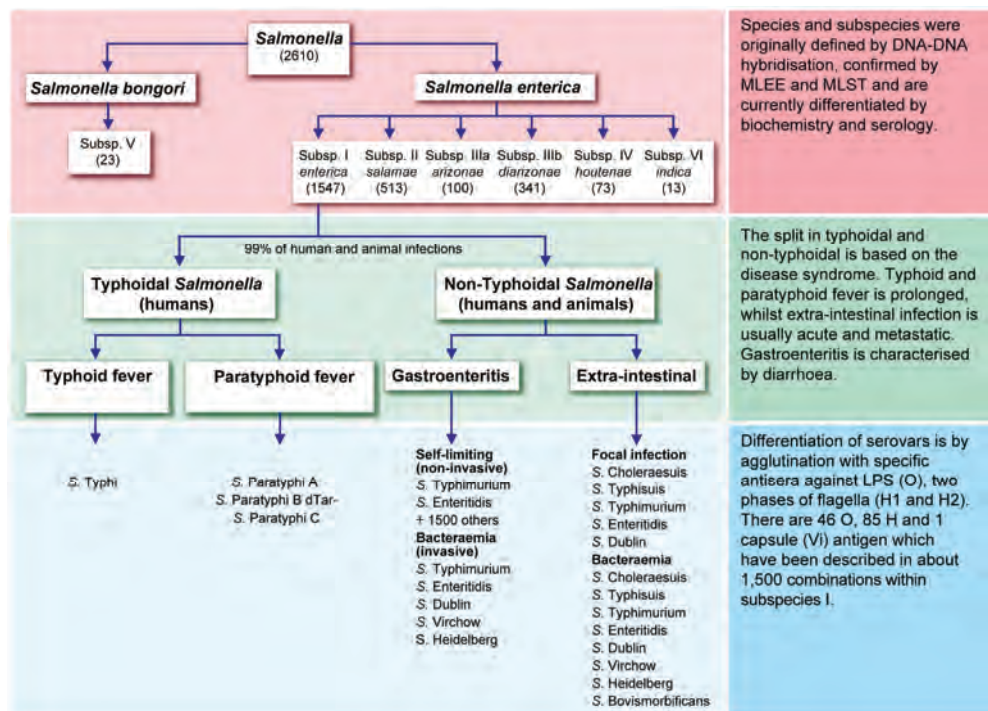 Salmonella
(2610)
Salmonella bongori
Salmonella enterica
Subsp. V
(23)
Subsp. I
enterica
(1547)
Subsp. II
salamae
(513)
Subsp. IIIa
arizonae
(100)
Subsp. IIIb
diarizonae
(341)
Subsp. IV
houtenae
(73)
Subsp. VI
indica
(13)
Species and subspecies were
originally defined by DNA-DNA
hybridisation, confirmed by
MLEE and MLST and are
currently differentiated by
biochemistry and serology.
99% of human and animal infections
Typhoidal Salmonella
(humans)
Non-Typhoidal Salmonella
(humans and animals)
Typhoid fever
Paratyphoid fever
Gastroenteritis
Extra-intestinal
The split in typhoidal and
non-typhoidal is based on the
disease syndrome. Typhoid and
paratyphoid fever is prolonged,
whilst extra-intestinal infection is
usually acute and metastatic.
Gastroenteritis is characterised
by diarrhoea.
S. Typhi
S. Paratyphi A
S. Paratyphi B dTar-
S. Paratyphi C
Self-limiting
(non-invasive)
S. Typhimurium
S. Enteritidis
+ 1500 others
Bacteraemia
(invasive)
S. Typhimurium
S. Enteritidis
S. Dublin
S. Virchow
S. Heidelberg
Focal infection
S. Choleraesuis
S. Typhisuis
S. Typhimurium
S. Enteritidis
S. Dublin
Bacteraemia
S. Choleraesuis
S. Typhisuis
S. Typhimurium
S. Enteritidis
S. Dublin
S. Virchow
S. Heidelberg
S. Bovismorbificans
Differentiation of serovars is by
agglutination with specific
antisera against LPS (O), two
phases of flagella (H1 and H2).
There are 46 O, 85 H and 1
capsule (Vi) antigen which
have been described in about
1,500 combinations within
subspecies I.